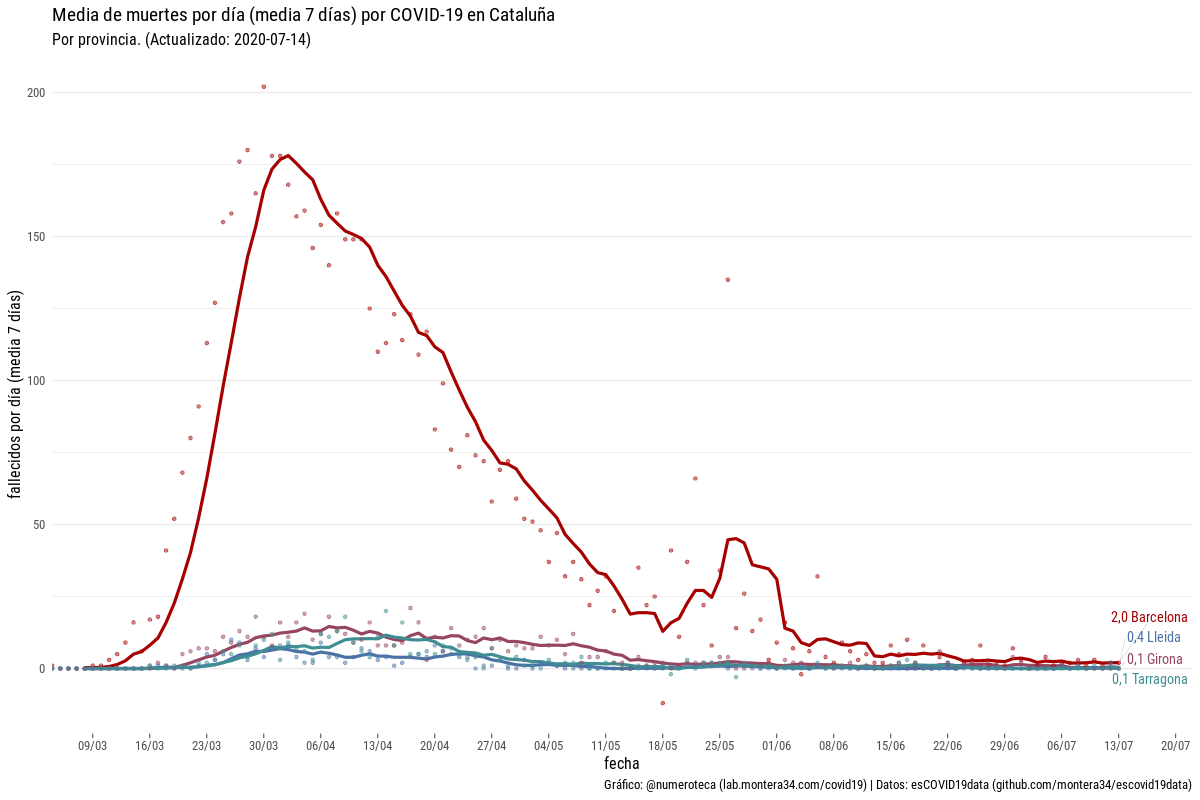 Media de muertes por día (media 7 días) por COVID-19 en Cataluña
Por provincia. (Actualizado: 2020-07-14)
fallecidos por día (media 7 días)
200
150
100
50
0
2,0 Barcelona
0,4 Lleida
0,1 Girona
0,1 Tarragona
09/03 16/03 23/03 30/03 06/04 13/04 20/04 27/04 04/05 11/05 18/05 25/05 01/06 08/06 15/06 22/06 29/06 06/07 13/07 20/07
fecha
Gráfico: @numeroteca (lab.montera34.com/covid19) | Datos: esCOVID19data (github.com/montera34/escovid19data)